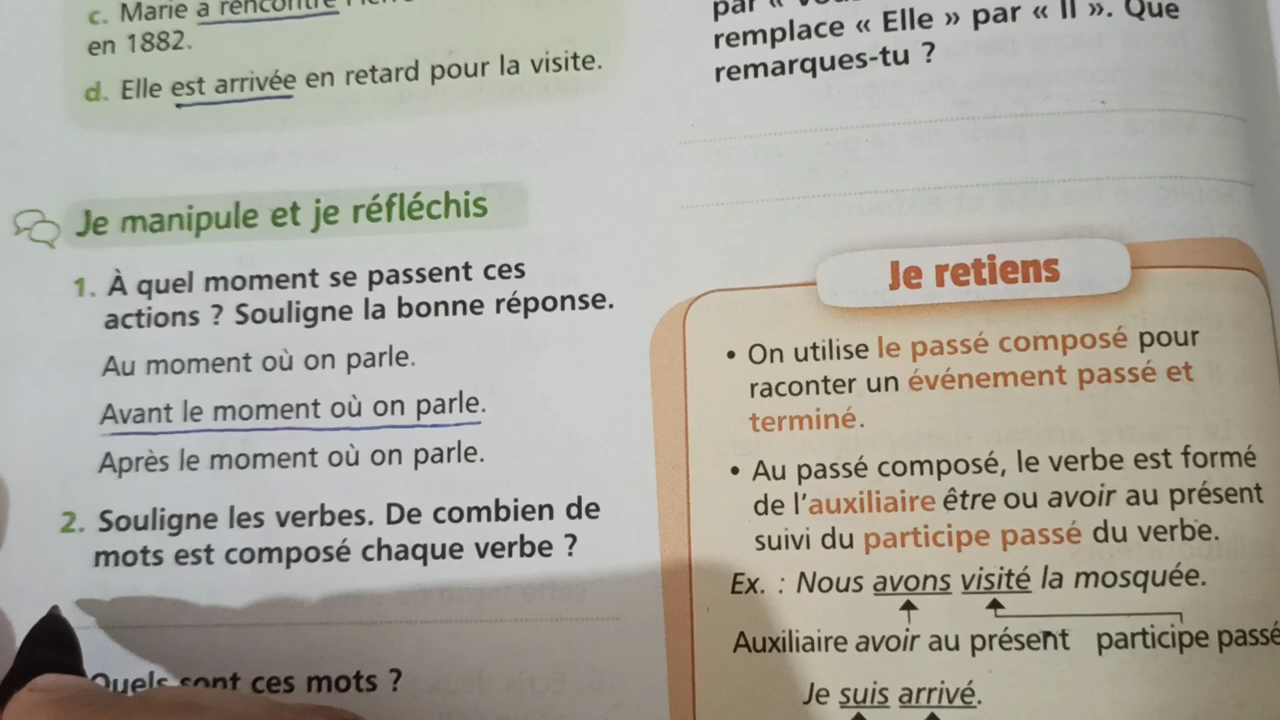 c. Marie a rencontré
en 1882.
d. Elle est arrivée en retard pour la visite.
Je manipule et je réfléchis
1. À quel moment se passent ces
actions ? Souligne la bonne réponse.
Au moment où on parle.
Avant le moment où on parle.
Après le moment où on parle.
2. Souligne les verbes. De combien de
mots est composé chaque verbe ?
Quels sont ces mots ?
par «
remplace « Elle » par « Il ». Que
remarques-tu ?
Je retiens
• On utilise le passé composé pour
raconter un événement passé et
terminé.
• Au passé composé, le verbe est formé
de l'auxiliaire être ou avoir au présent
suivi du participe passé du verbe.
Ex. : Nous avons visité la mosquée.
Auxiliaire avoir au présent participe passé
Je suis arrivé.